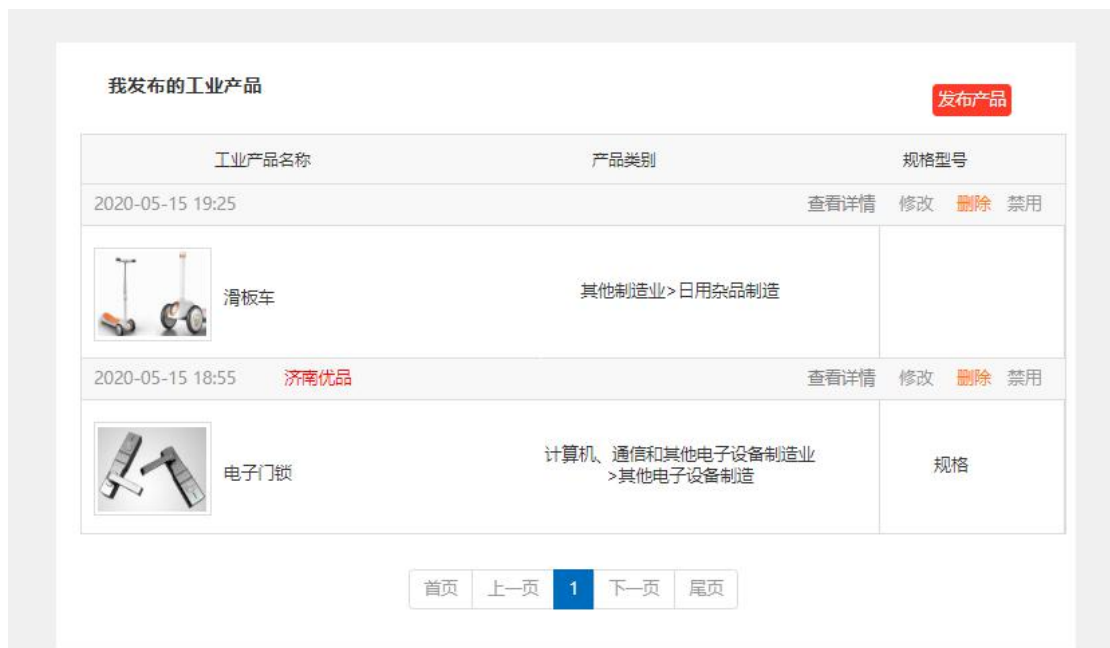 我发布的工业产品
发布产品
工业产品名称 产品类别 规格型号
2020-05-15 19:25 查看详情 修改 删除 禁用
滑板车 其他制造业>日用杂品制造
2020-05-15 18:55 济南优品 查看详情 修改 删除 禁用
电子门锁 计算机、通信和其他电子设备制造业
>其他电子设备制造 规格
首页 上一页 1 下一页 尾页